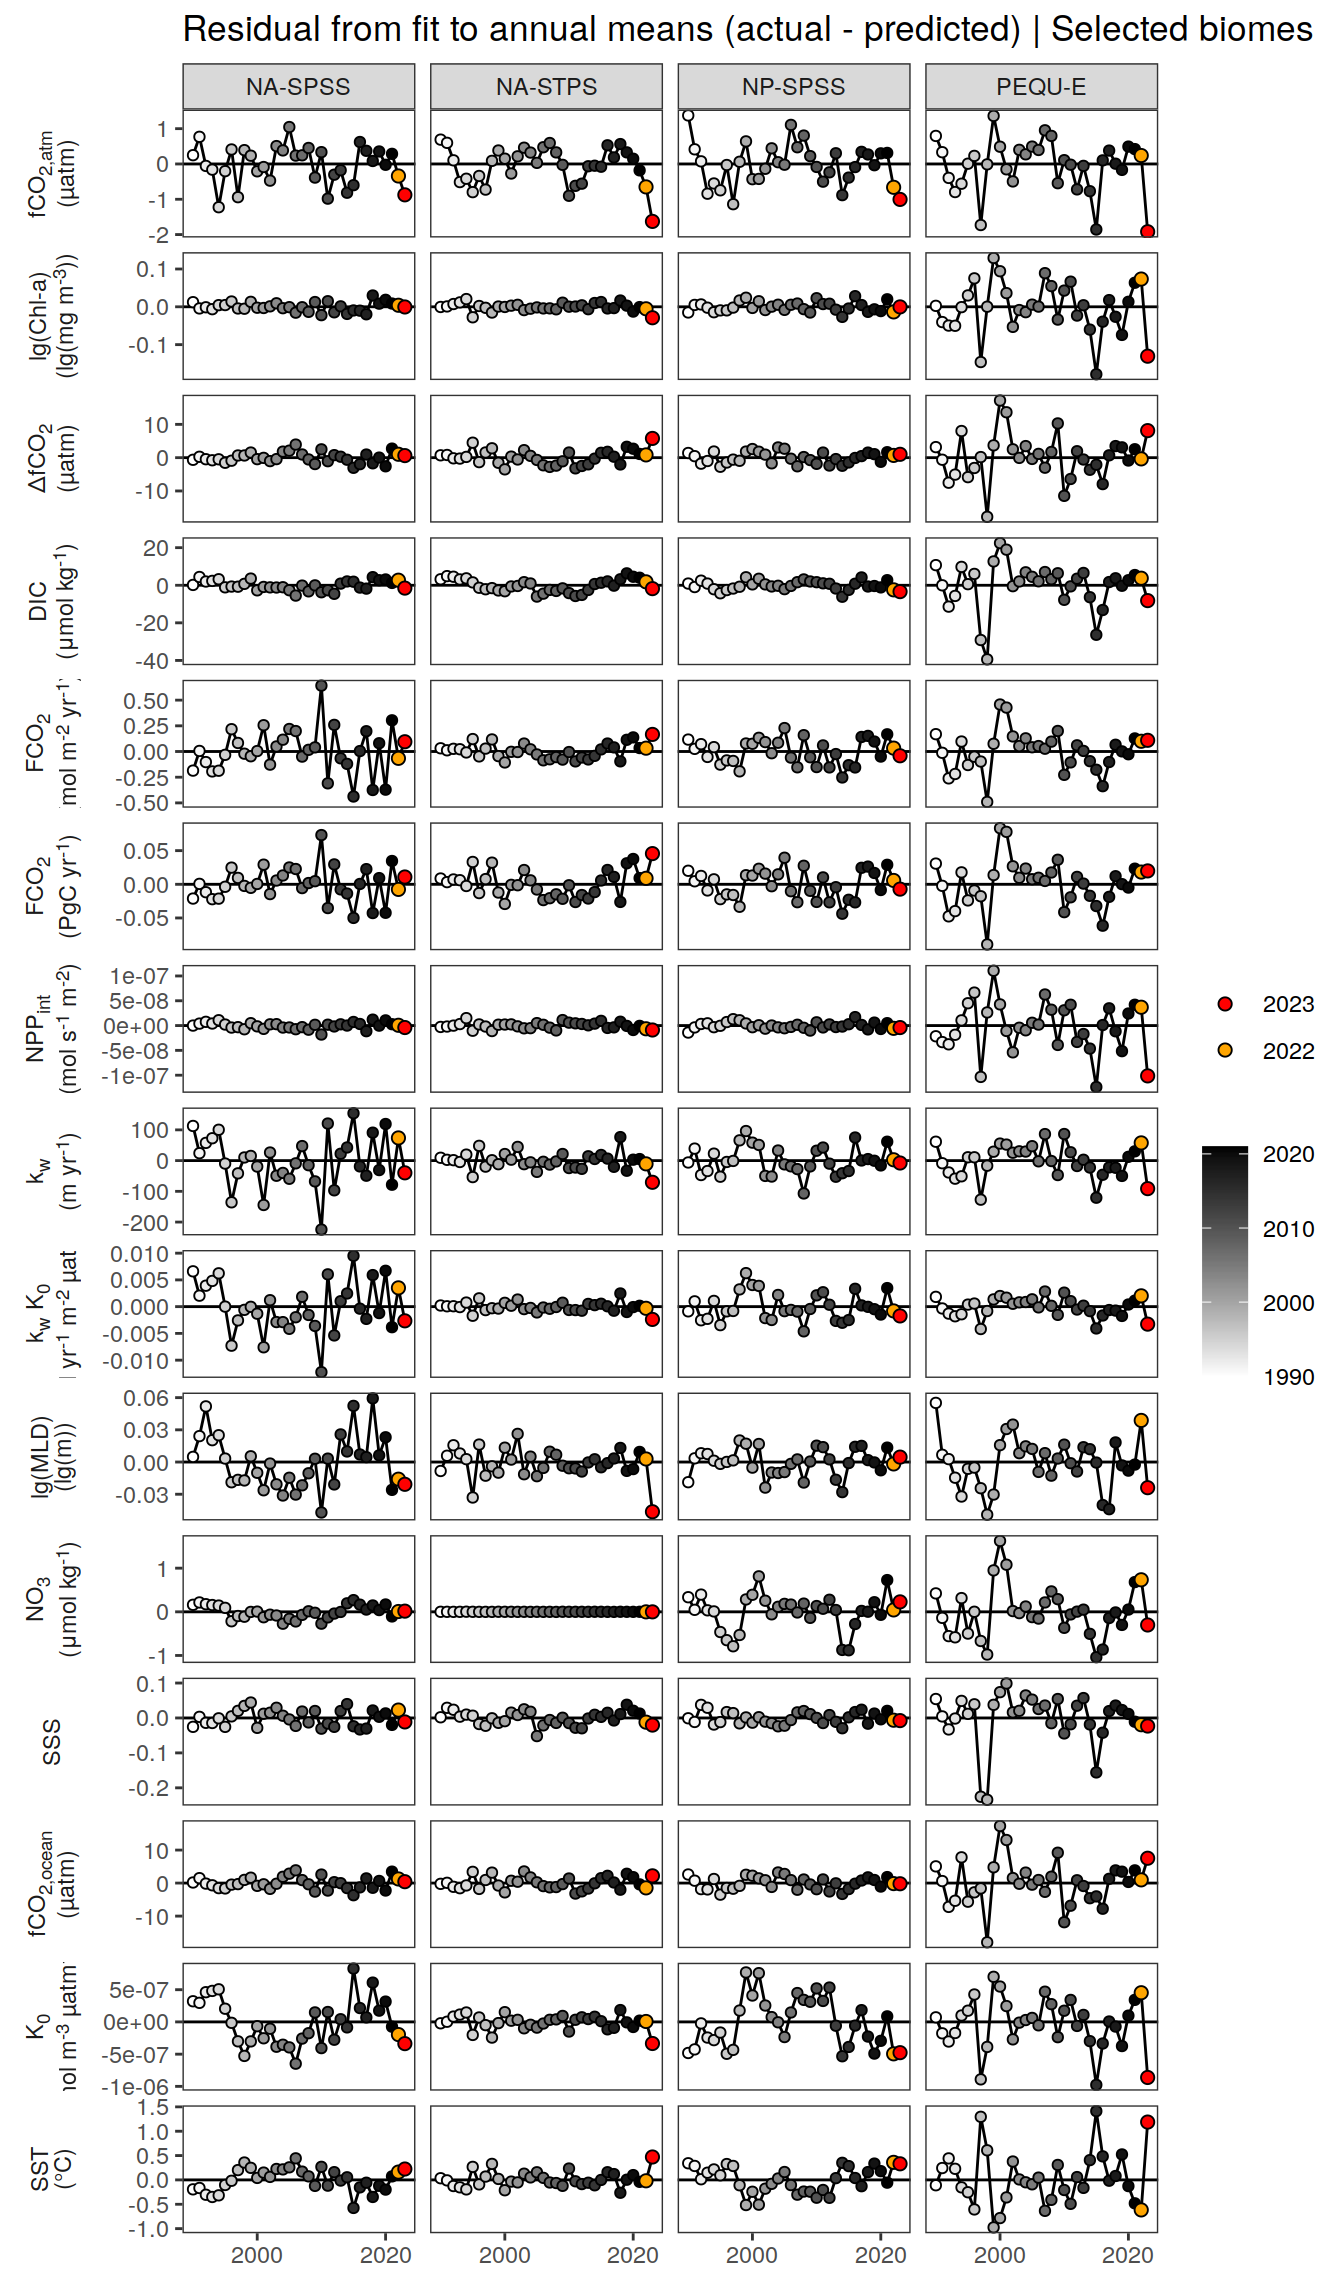 Residual from fit to annual means (actual - predicted) | Selected biomes
NA-SPSS NA-STPS NP-SPSS PEQU-E
fCO2,atm
(µatm)
1
0
-1
-2
lg(Chl-a)
(lg(mg m-3))
0.1
0.0
-0.1
ΔfCO2
(µatm)
10
0
-10
DIC
(µmol kg-1)
20
0
-20
-40
FCO2
mol m-2 yr-1)
0.50
0.25
0.00
-0.25
-0.50
FCO2
(PgC yr-1)
0.05
0.00
-0.05
NPPint
(mol s-1 m-2)
1e-07
5e-08
0e+00
-5e-08
-1e-07
kw
(m yr-1)
100
0
-100
-200
kw K0
yr-1 m-2 µat
0.010
0.005
0.000
-0.005
-0.010
lg(MLD)
(lg(m))
0.06
0.03
0.00
-0.03
NO3
(µmol kg-1)
1
0
-1
SSS
0.1
0.0
-0.1
-0.2
fCO2,ocean
(µatm)
10
0
-10
K0
ol m-3 µatm
5e-07
0e+00
-5e-07
-1e-06
SST
(°C)
1.5
1.0
0.5
0.0
-0.5
-1.0
2000 2020 2000 2020 2000 2020 2000 2020
2023
2022
2020
2010
2000
1990